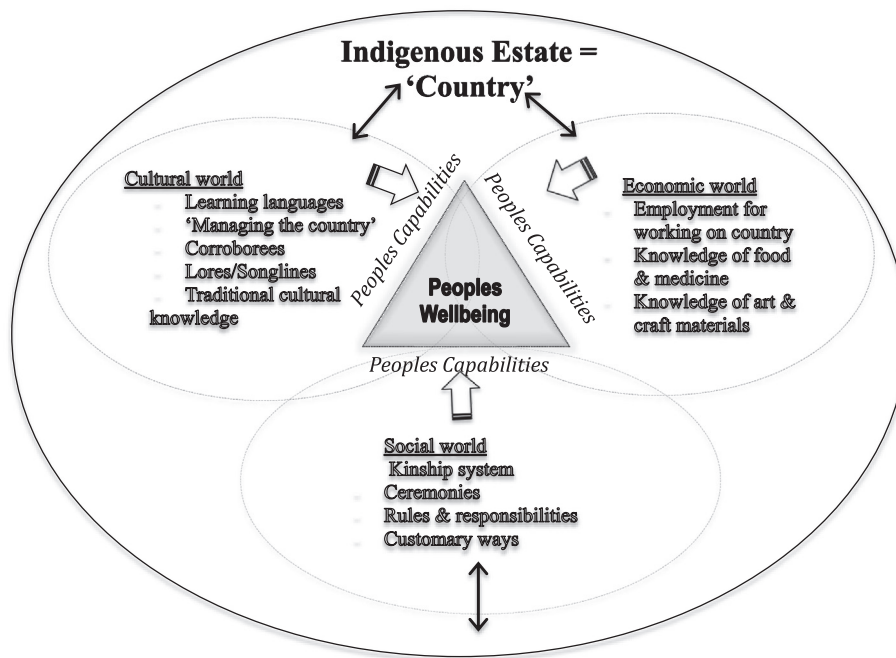 Indigenous Estate =
‘Country’
Cultural world
Learning languages
‘Managing the country’
Corroborees
Lores/Songlines
Traditional cultural
knowledge
Peoples Capabilities
Peoples Capabilities
Economic world
Employment for
working on country
Knowledge of food
& medicine
Knowledge of art &
craft materials
Peoples
Wellbeing
Peoples Capabilities
Social world
Kinship system
Ceremonies
Rules & responsibilities
Customary ways